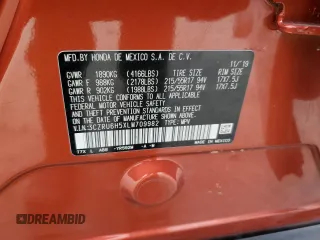 MFD.BY HONDA DE MEXICO S.A. DE C.V. 11/'19
GVWR 1890KG (4166LBS) TIRE SIZE RIM SIZE
GAWR F 988KG (2178LBS) 215/55R17 94V 17X7.5J
GAWR R 902KG (1988LBS) 215/55R17 94V 17X7.5J
THIS VEHICLE CONFORMS TO ALL APPLICABLE
FEDERAL MOTOR VEHICLE
SAFETY AND THEFT PREVENTION STANDARDS IN
EFFECT ON THE DATE OF MANUFACTURE SHOWN ABOVE.
V.I.N:3CZRU6H5XLM709982 TYPE:MPV
MADE IN MEXICO
© DREAMBID